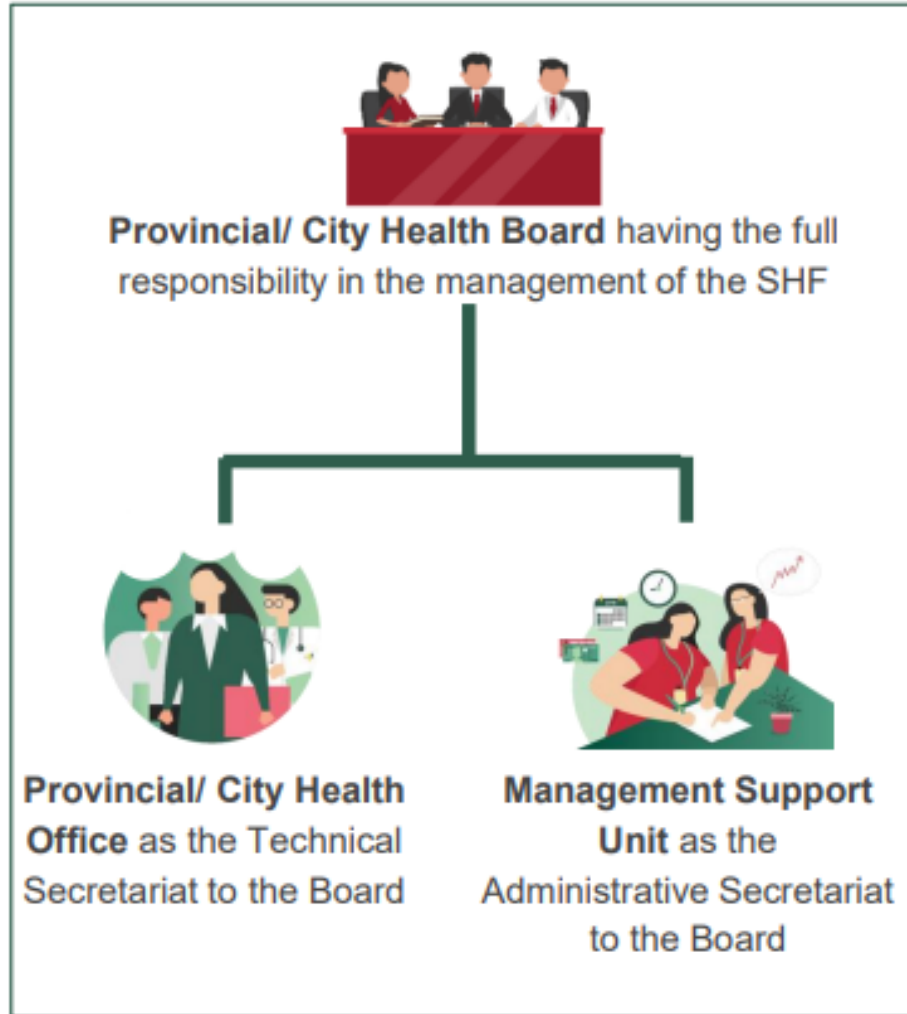 Provincial/ City Health Board having the full
responsibility in the management of the SHF
Provincial/ City Health
Office as the Technical
Secretariat to the Board
Management Support
Unit as the
Administrative Secretariat
to the Board